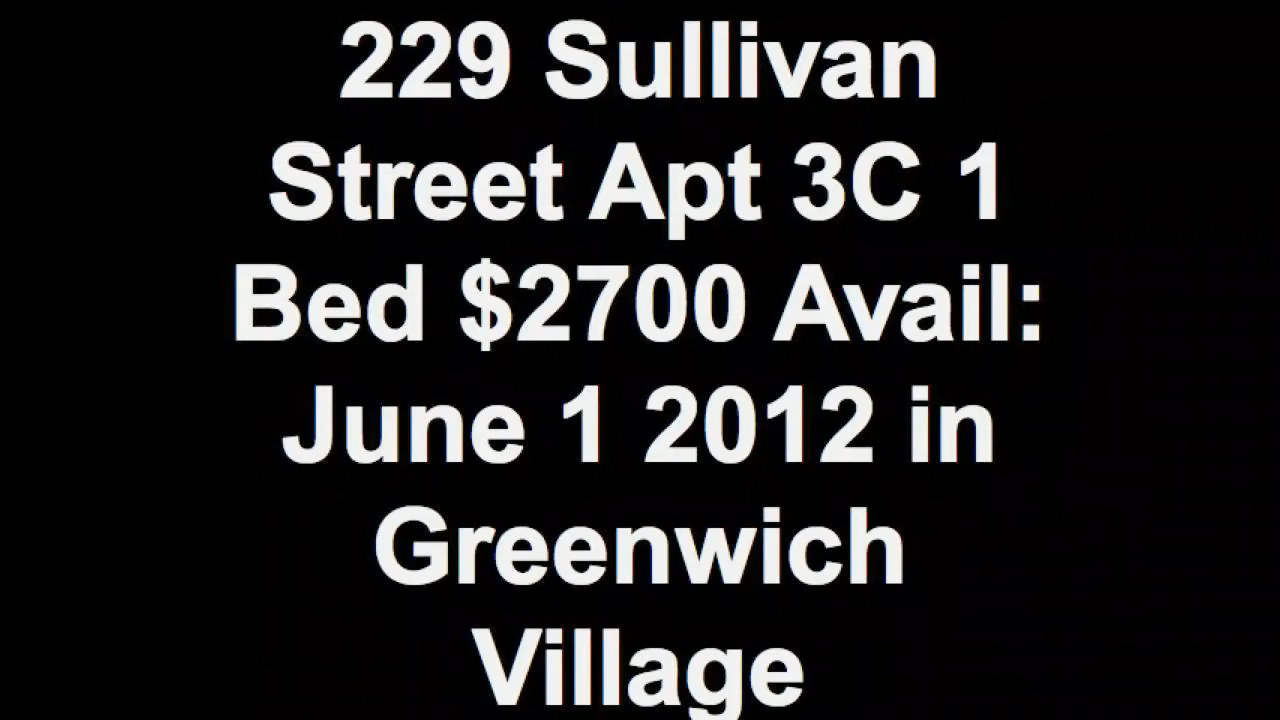 229 Sullivan
Street Apt 3C 1
Bed $2700 Avail:
June 1 2012 in
Greenwich
Village